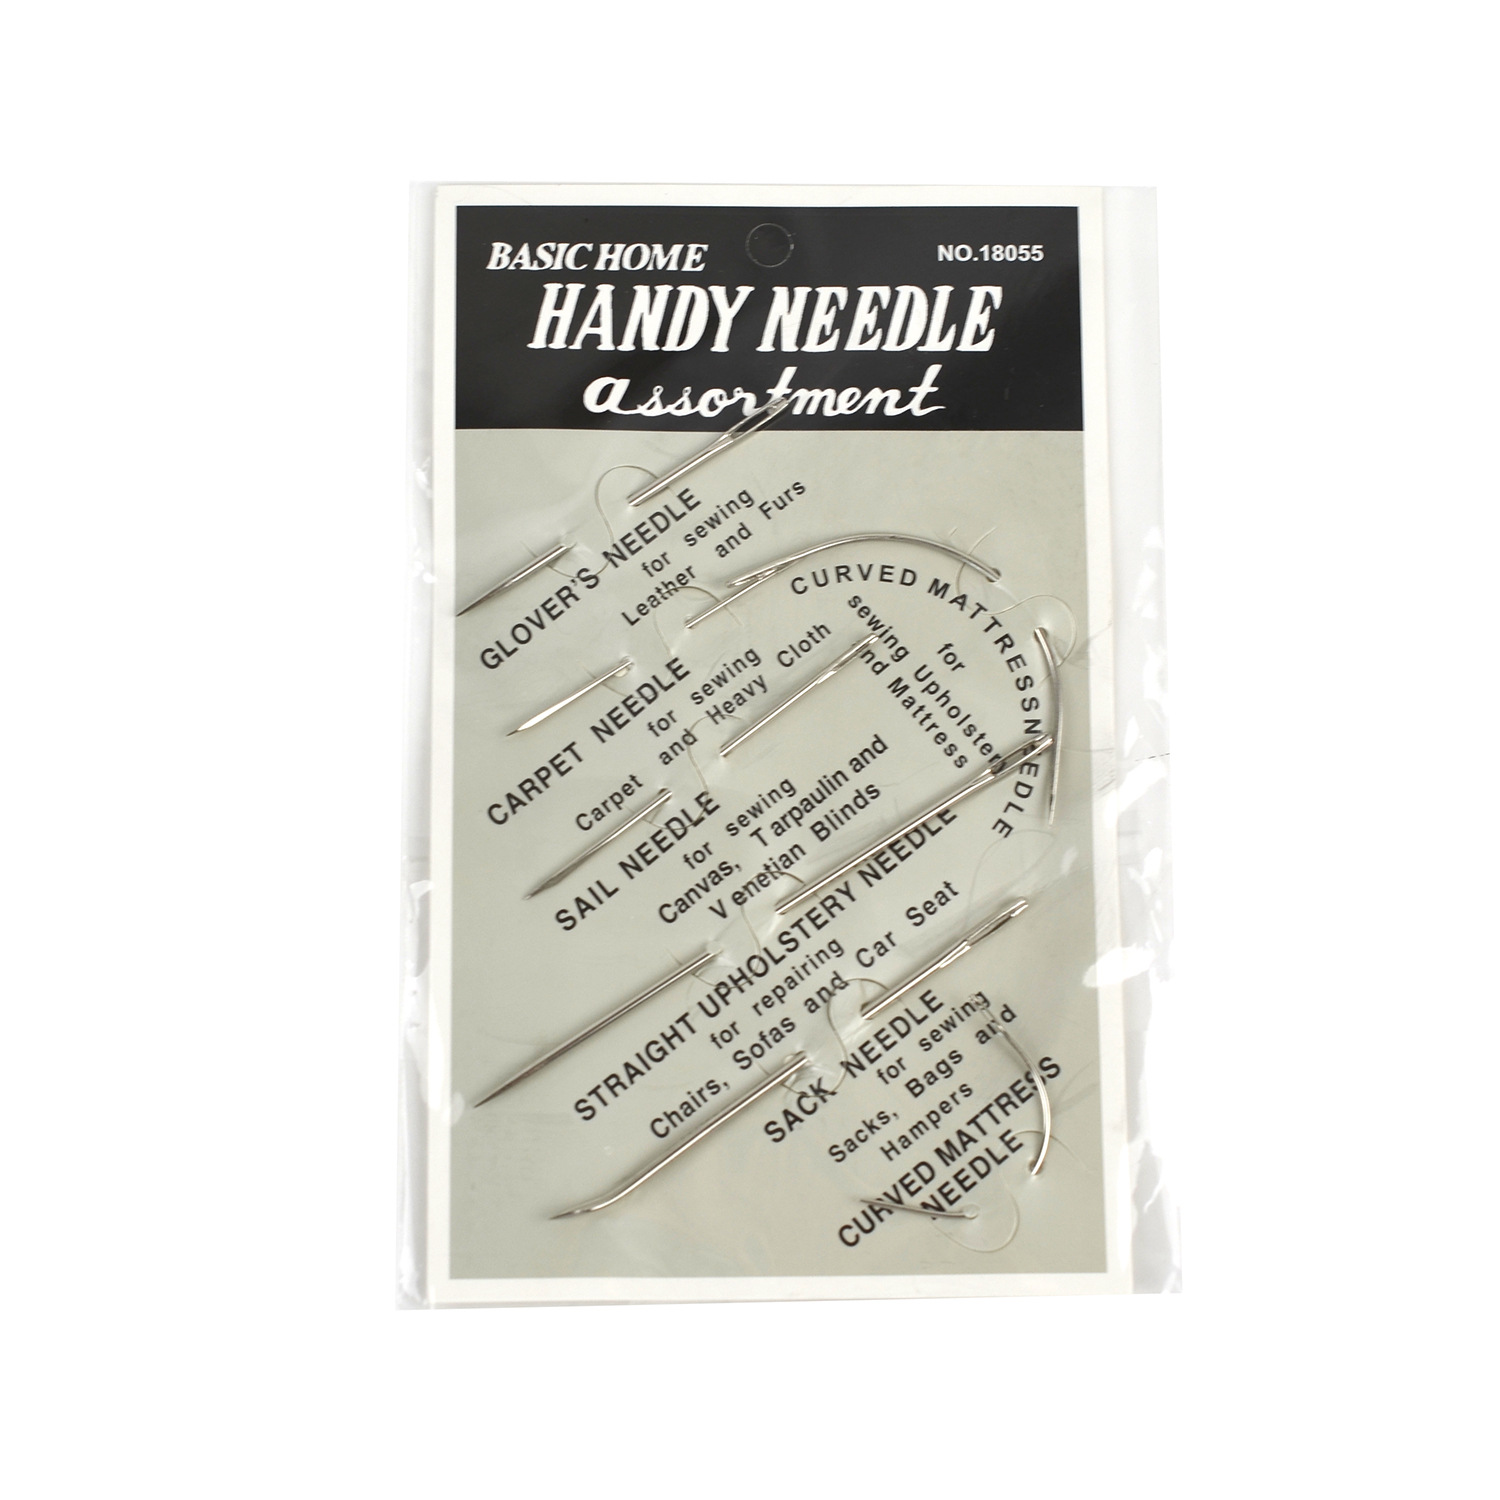 BASIC HOME
NO.18055
HANDY NEEDLE
assortment
GLOVER'S NEEDLE
for sewing
Leather and Furs
CURVED MATTRESSNEEDLE
for
sewing Upholstery
and Mattress
CARPET NEEDLE
for sewing
Carpet and Heavy Cloth
SAIL NEEDLE
for sewing
Canvas, Tarpaulin and
Venetian Blinds
STRAIGHT UPHOLSTERY NEEDLE
for repairing
Chairs, Sofas and Car Seat
SACK NEEDLE
for sewing
Sacks, Bags and
Hampers
CURVED MATTRESS
NEEDLE